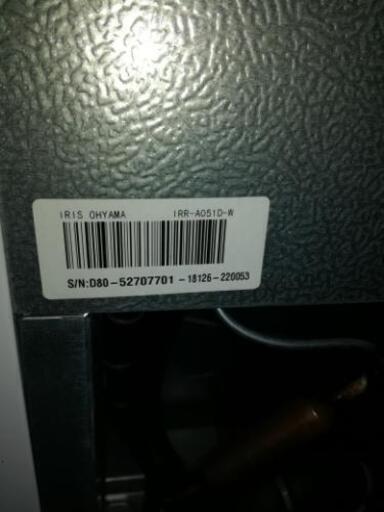 IRIS OHYAMA IRR-A051D-W
S/N:D80-52707701-18126-220053